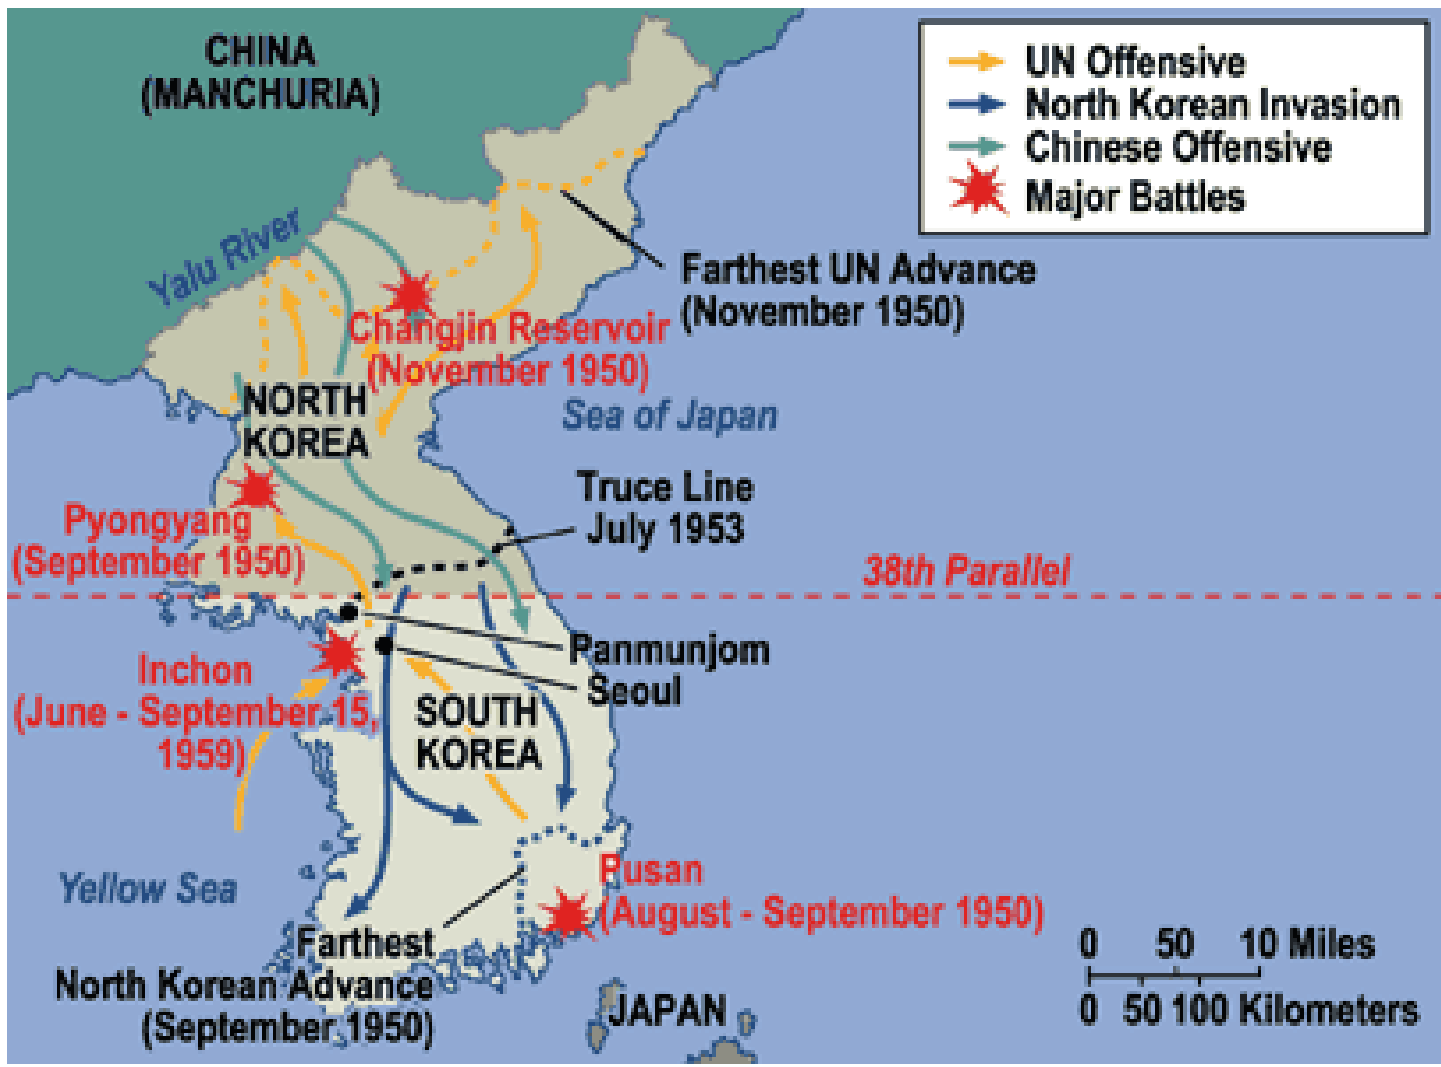 CHINA
(MANCHURIA)
UN Offensive
North Korean Invasion
Chinese Offensive
Major Battles
Yalu River
Farthest UN Advance
(November 1950)
Changjin Reservoir
(November 1950)
NORTH
KOREA
Sea of Japan
Truce Line
July 1953
Pyongyang
(September 1950)
38th Parallel
Panmunjom
Seoul
Inchon
(June - September 15,
1959)
SOUTH
KOREA
Yellow Sea
Pusan
(August - September 1950)
Farthest
North Korean Advance
(September 1950)
JAPAN
0 50 10 Miles
0 50 100 Kilometers